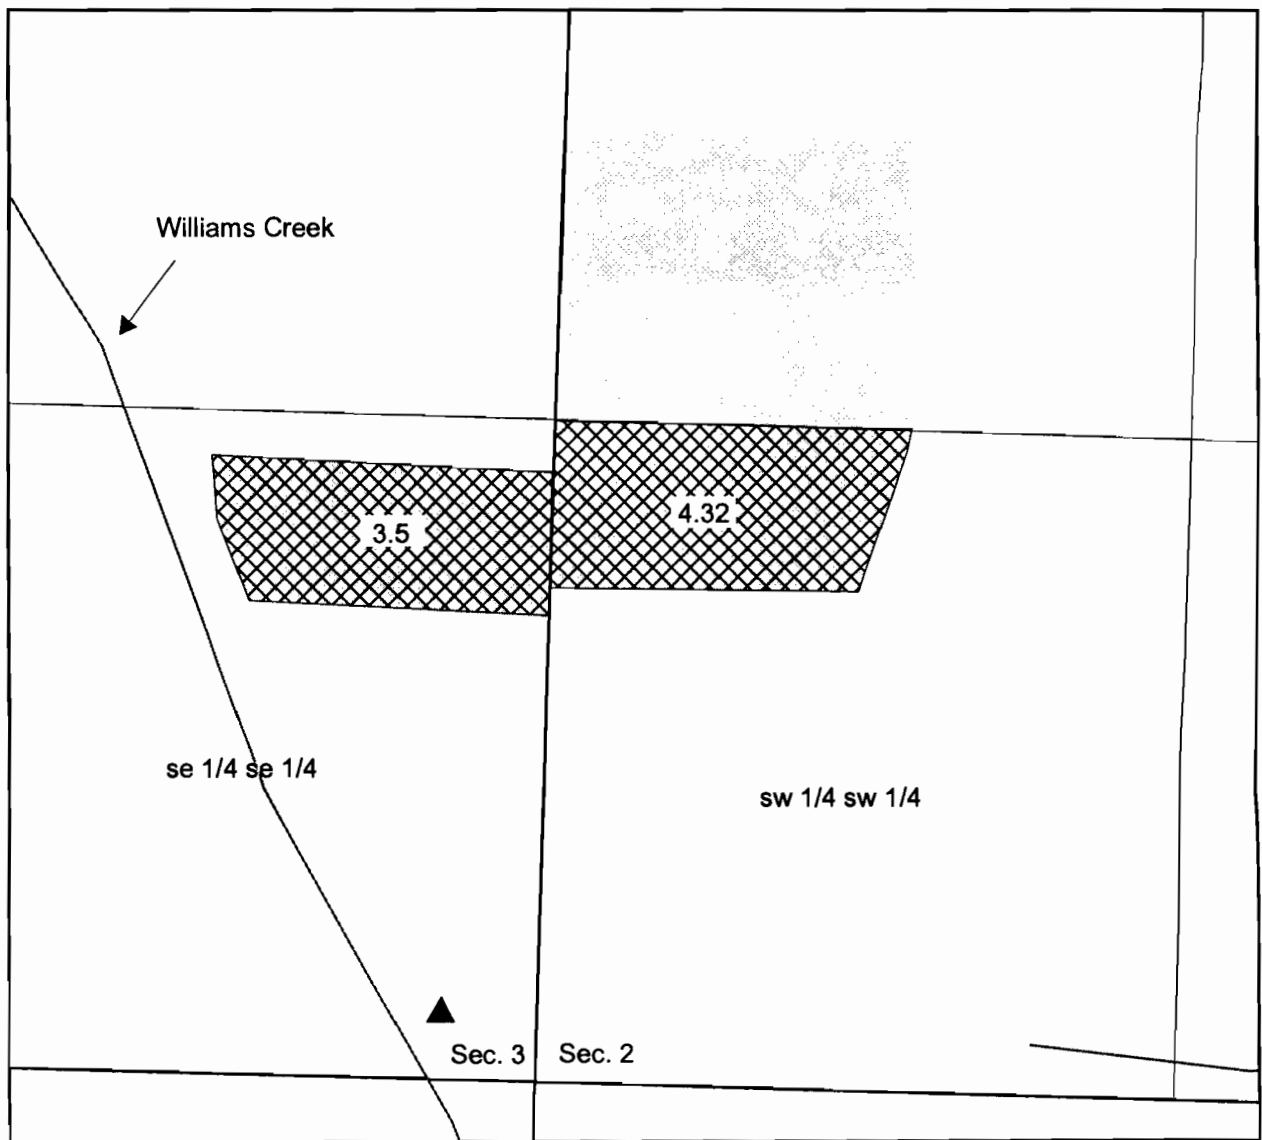 Williams Creek
3.5
4.32
se 1/4 se 1/4
sw 1/4 sw 1/4
Sec. 3
Sec. 2